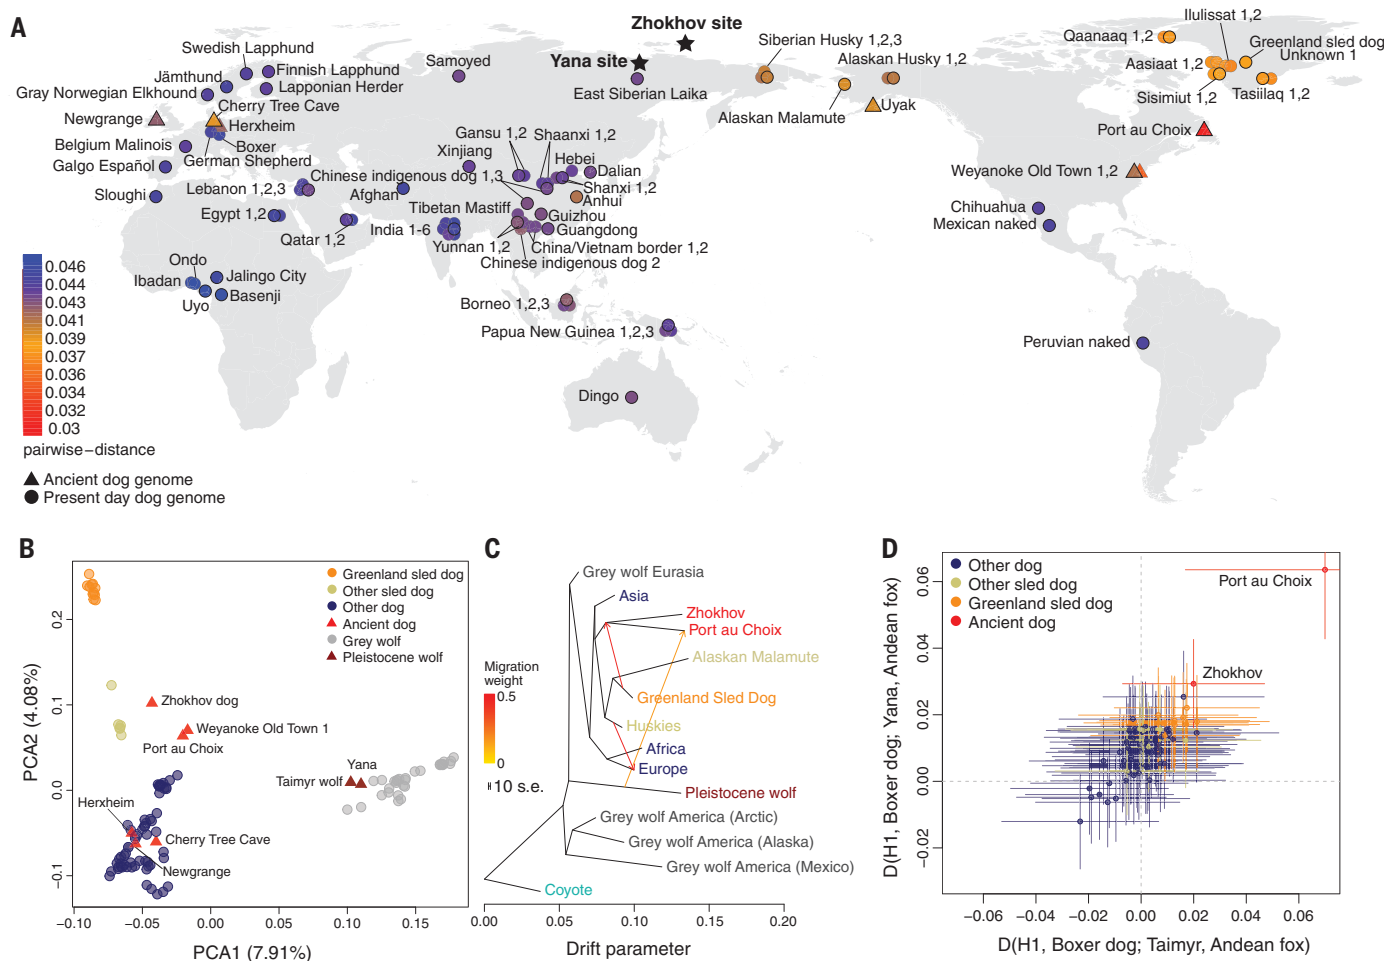 A
Zhokhov site
Yana site
Swedish Lapphund
Finnish Lapphund
Jämthund
Lapponian Herder
Gray Norwegian Elkhound
Cherry Tree Cave
Newgrange
Herxheim
Boxer
Belgium Malinois
German Shepherd
Galgo Español
Sloughi
Lebanon 1,2,3
Egypt 1,2
Qatar 1,2
Afghan
Samoyed
East Siberian Laika
Gansu 1,2
Shaanxi 1,2
Xinjiang
Hebei
Dalian
Chinese indigenous dog 1,3
Shanxi 1,2
Anhui
Tibetan Mastiff
Guizhou
India 1-6
Guangdong
Yunnan 1,2
China/Vietnam border 1,2
Chinese indigenous dog 2
Ondo
Ibadan
Jalingo City
Uyo
Basenji
Borneo 1,2,3
Papua New Guinea 1,2,3
Dingo
Siberian Husky 1,2,3
Alaskan Husky 1,2
Alaskan Malamute
Uyak
Qaanaaq 1,2
Ilulissat 1,2
Greenland sled dog
Unknown 1
Aasiaat 1,2
Sisimiut 1,2
Tasiilaq 1,2
Port au Choix
Weyanoke Old Town 1,2
Chihuahua
Mexican naked
Peruvian naked
0.046
0.044
0.043
0.041
0.039
0.037
0.036
0.034
0.032
0.03
pairwise-distance
Ancient dog genome
Present day dog genome
B
Greenland sled dog
Other sled dog
Other dog
Ancient dog
Grey wolf
Pleistocene wolf
Zhokhov dog
Weyanoke Old Town 1
Port au Choix
Yana
Taimyr wolf
Herxheim
Cherry Tree Cave
Newgrange
0.2
0.1
0.0
−0.1
PCA2 (4.08%)
−0.10
−0.05
0.00
0.05
0.10
0.15
PCA1 (7.91%)
C
Grey wolf Eurasia
Asia
Zhokhov
Port au Choix
Alaskan Malamute
Greenland Sled Dog
Huskies
Africa
Europe
Pleistocene wolf
Grey wolf America (Arctic)
Grey wolf America (Alaska)
Grey wolf America (Mexico)
Coyote
Migration
weight
0.5
0
10 s.e.
0.00
0.05
0.10
0.15
0.20
Drift parameter
D
Other dog
Other sled dog
Greenland sled dog
Ancient dog
Port au Choix
Zhokhov
0.06
0.04
0.02
0.00
−0.02
D(H1, Boxer dog; Yana, Andean fox)
−0.06
−0.04
−0.02
0.00
0.02
0.04
0.06
D(H1, Boxer dog; Taimyr, Andean fox)